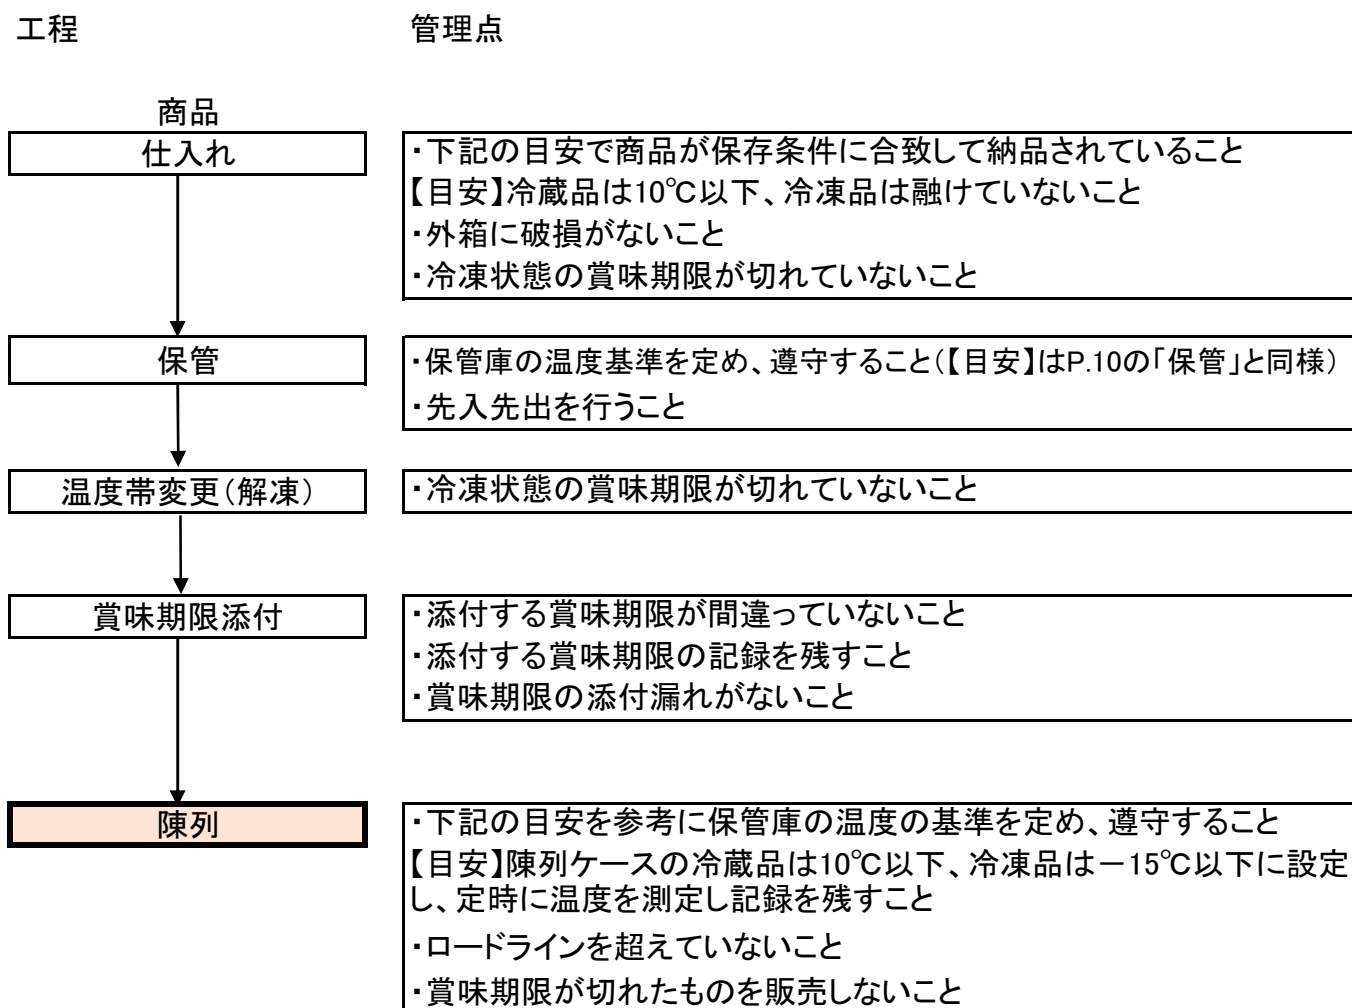 工程
管理点
商品
仕入れ
・下記の目安で商品が保存条件に合致して納品されていること
【目安】冷蔵品は10℃以下、冷凍品は融けていないこと
・外箱に破損がないこと
・冷凍状態の賞味期限が切れていないこと
保管
・保管庫の温度基準を定め、遵守すること(【目安】はP.10の「保管」と同様)
・先入先出を行うこと
温度帯変更(解凍)
・冷凍状態の賞味期限が切れていないこと
賞味期限添付
・添付する賞味期限が間違っていないこと
・添付する賞味期限の記録を残すこと
・賞味期限の添付漏れがないこと
陳列
・下記の目安を参考に保管庫の温度の基準を定め、遵守すること
【目安】陳列ケースの冷蔵品は10℃以下、冷凍品は-15℃以下に設定
し、定時に温度を測定し記録を残すこと
・ロードラインを超えていないこと
・賞味期限が切れたものを販売しないこと